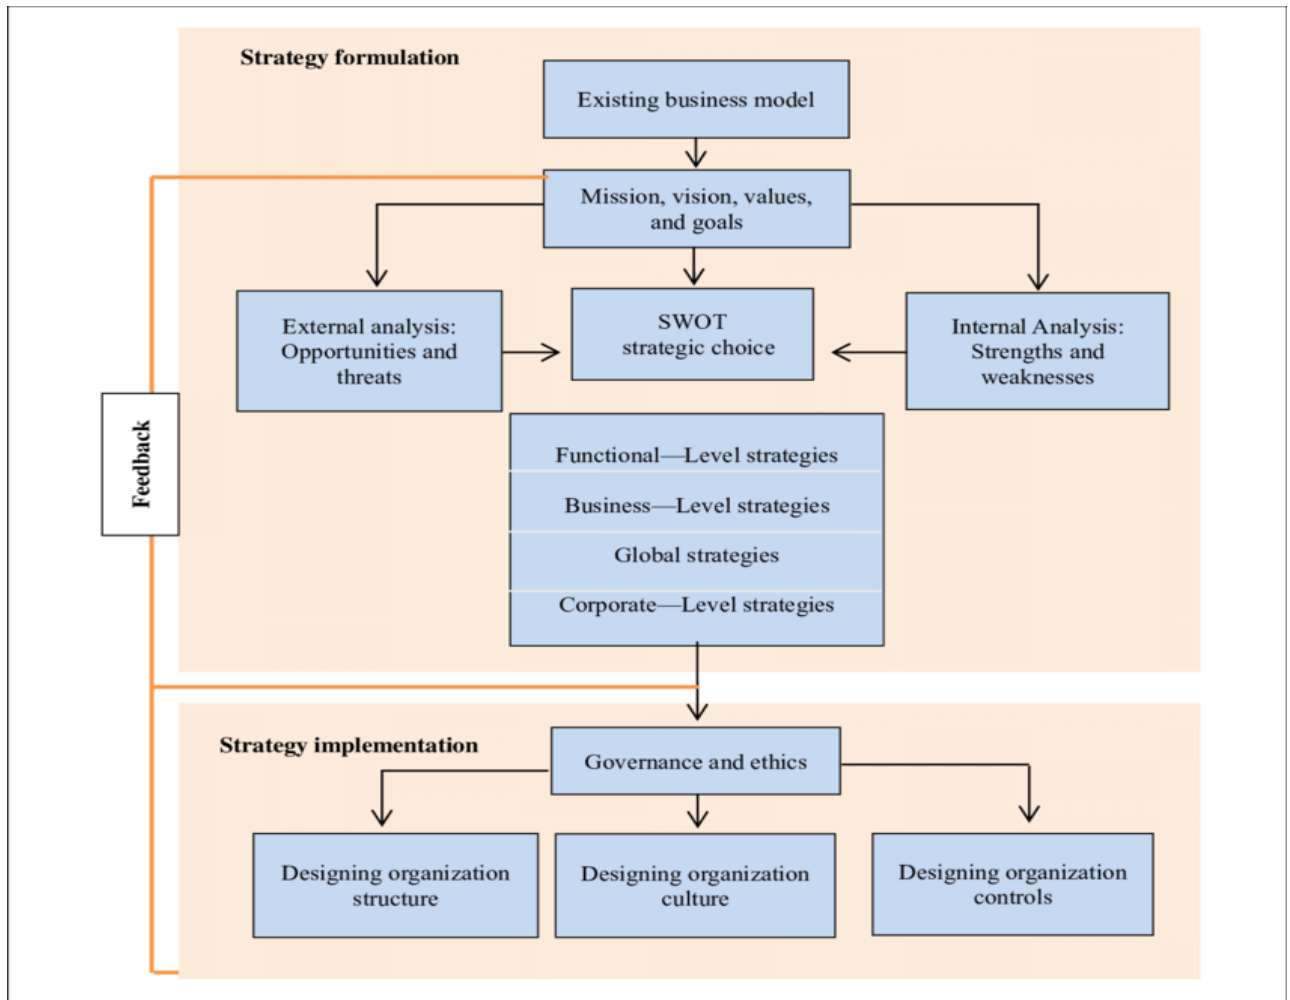 Strategy formulation
Existing business model
Mission, vision, values,
and goals
External analysis:
Opportunities and
threats
SWOT
strategic choice
Internal Analysis:
Strengths and
weaknesses
Feedback
Functional—Level strategies
Business—Level strategies
Global strategies
Corporate—Level strategies
Strategy implementation
Governance and ethics
Designing organization
structure
Designing organization
culture
Designing organization
controls